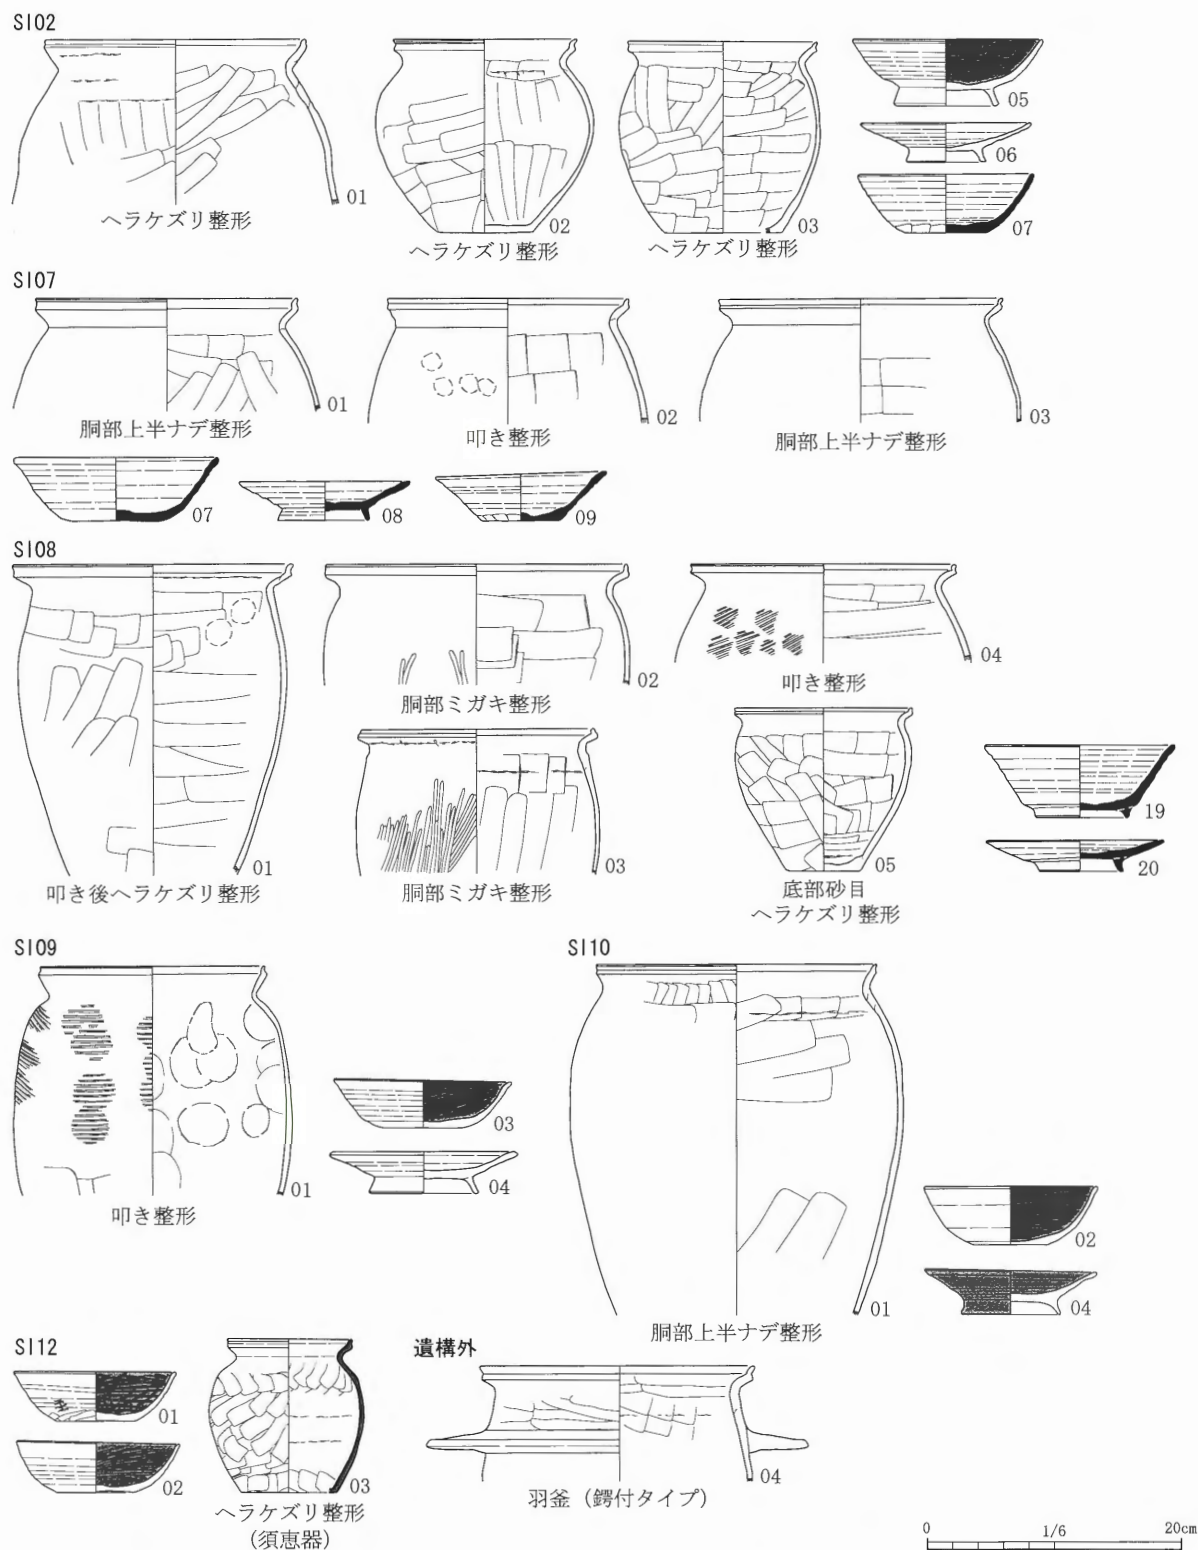 SI02
01
ヘラケズリ整形
02
ヘラケズリ整形
03
ヘラケズリ整形
05
06
07
SI07
01
胴部上半ナデ整形
02
叩き整形
03
胴部上半ナデ整形
07
08
09
SI08
01
叩き後ヘラケズリ整形
02
胴部ミガキ整形
03
胴部ミガキ整形
04
叩き整形
05
底部砂目
ヘラケズリ整形
19
20
SI09
01
叩き整形
03
04
SI10
01
胴部上半ナデ整形
02
04
SI12
01
02
03
ヘラケズリ整形
(須恵器)
遺構外
04
羽釜 (鍔付タイプ)
0 1/6 20cm